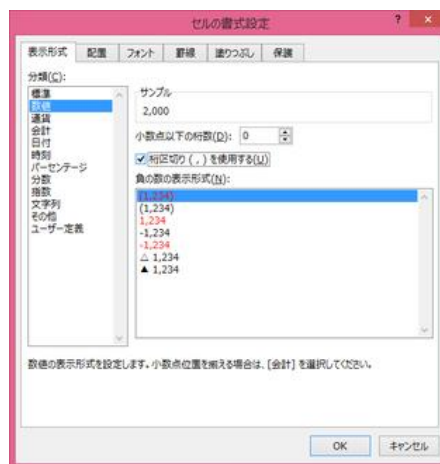 セルの書式設定
?
×
表示形式 配置 フォント 罫線 塗りつぶし 保護
分類(C):
標準
数値
通貨
会計
日付
時刻
パーセンテージ
分数
指数
文字列
その他
ユーザー定義
サンプル
2,000
小数点以下の桁数(D): 0
桁区切り( , )を使用する(U)
負の数の表示形式(N):
(1,234)
(1,234)
1,234
-1,234
-1,234
△ 1,234
▲ 1,234
数値の表示形式を設定します。小数点位置を揃える場合は、[会計] を選択してください。
OK キャンセル